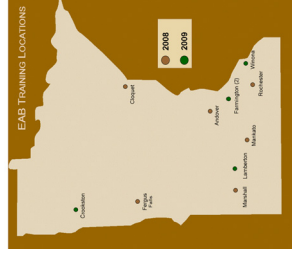 EAB TRAINING LOCATIONS
2008
2009
Crookston
Fergus
Falls
Cloquet
Andover
Farmington (2)
Winona
Rochester
Mankato
Lamberton
Marshall